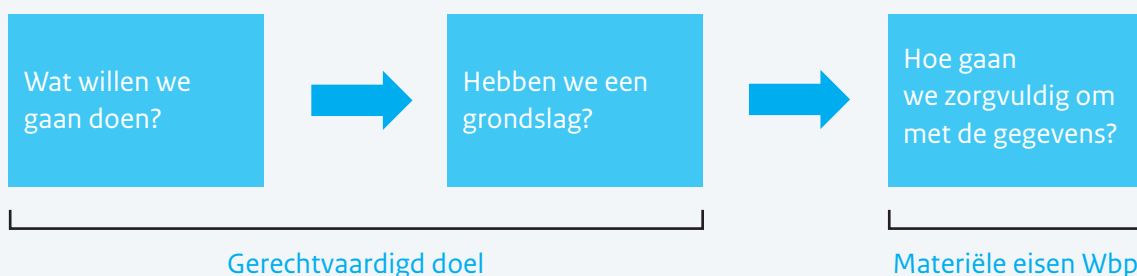 Wat willen we
gaan doen?
Hebben we een
grondslag?
Hoe gaan
we zorgvuldig om
met de gegevens?
Gerechtvaardigd doel
Materiële eisen Wbp